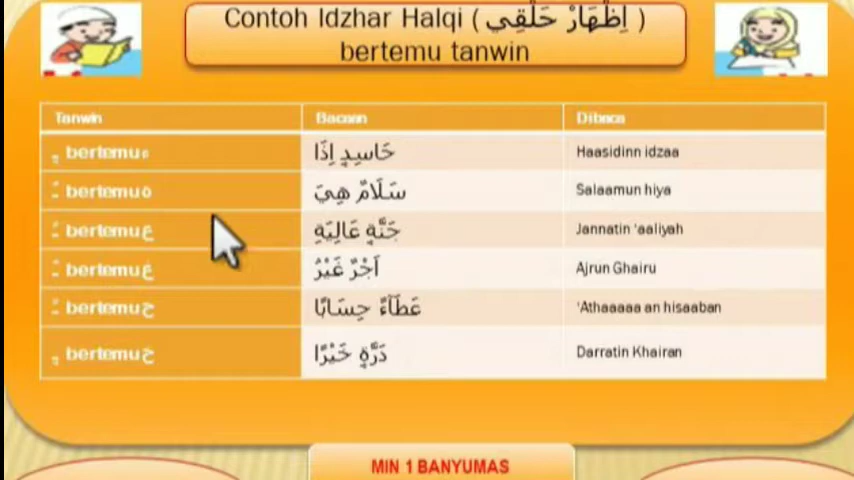 Contoh Idzhar Halqi ( اِظْهَارْ حَلْقِي )
bertemu tanwin
Tanwin Bacaan Dibaca
ـٍ bertemu ء حَاسِدٍ اِذَا Haasidinn idzaa
ـٌ bertemu ه سَلَامٌ هِيَ Salaamun hiya
ـٌ bertemu ع جَنَّةٍ عَالِيَةِ Jannatin 'aaliyah
ـٌ bertemu غ اَجْرٌ غَيْرُ Ajrun Ghairu
ـً bertemu ح عَطَآءً حِسَابًا 'Athaaaaa an hisaaban
ـٍ bertemu خ دَرَّةٍ خَيْرًا Darratin Khairan
MIN 1 BANYUMAS